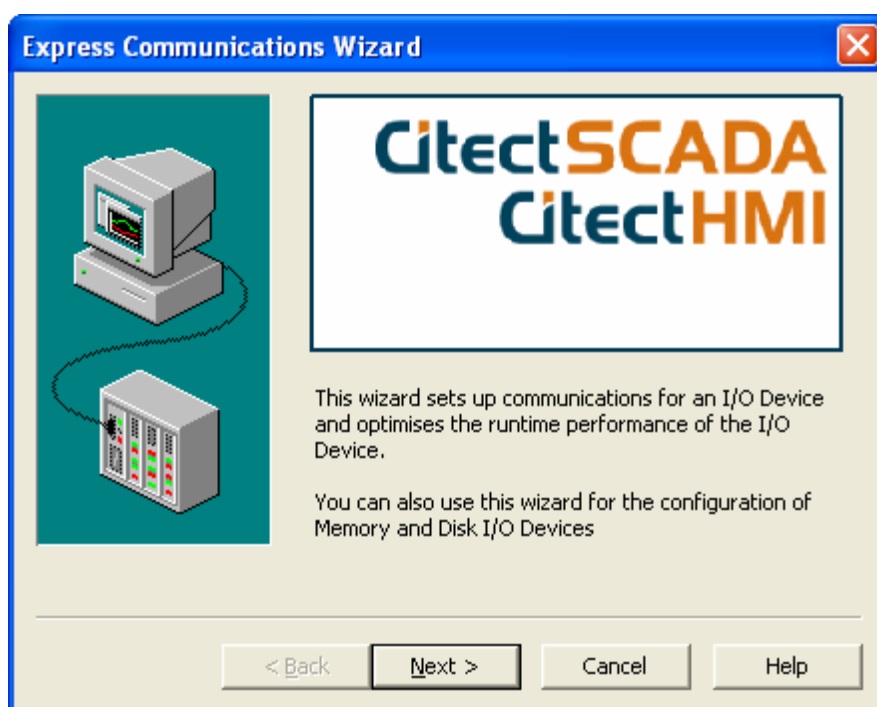 Express Communications Wizard
CitectSCADA
CitectHMI
This wizard sets up communications for an I/O Device
and optimises the runtime performance of the I/O
Device.
You can also use this wizard for the configuration of
Memory and Disk I/O Devices
< Back Next > Cancel Help